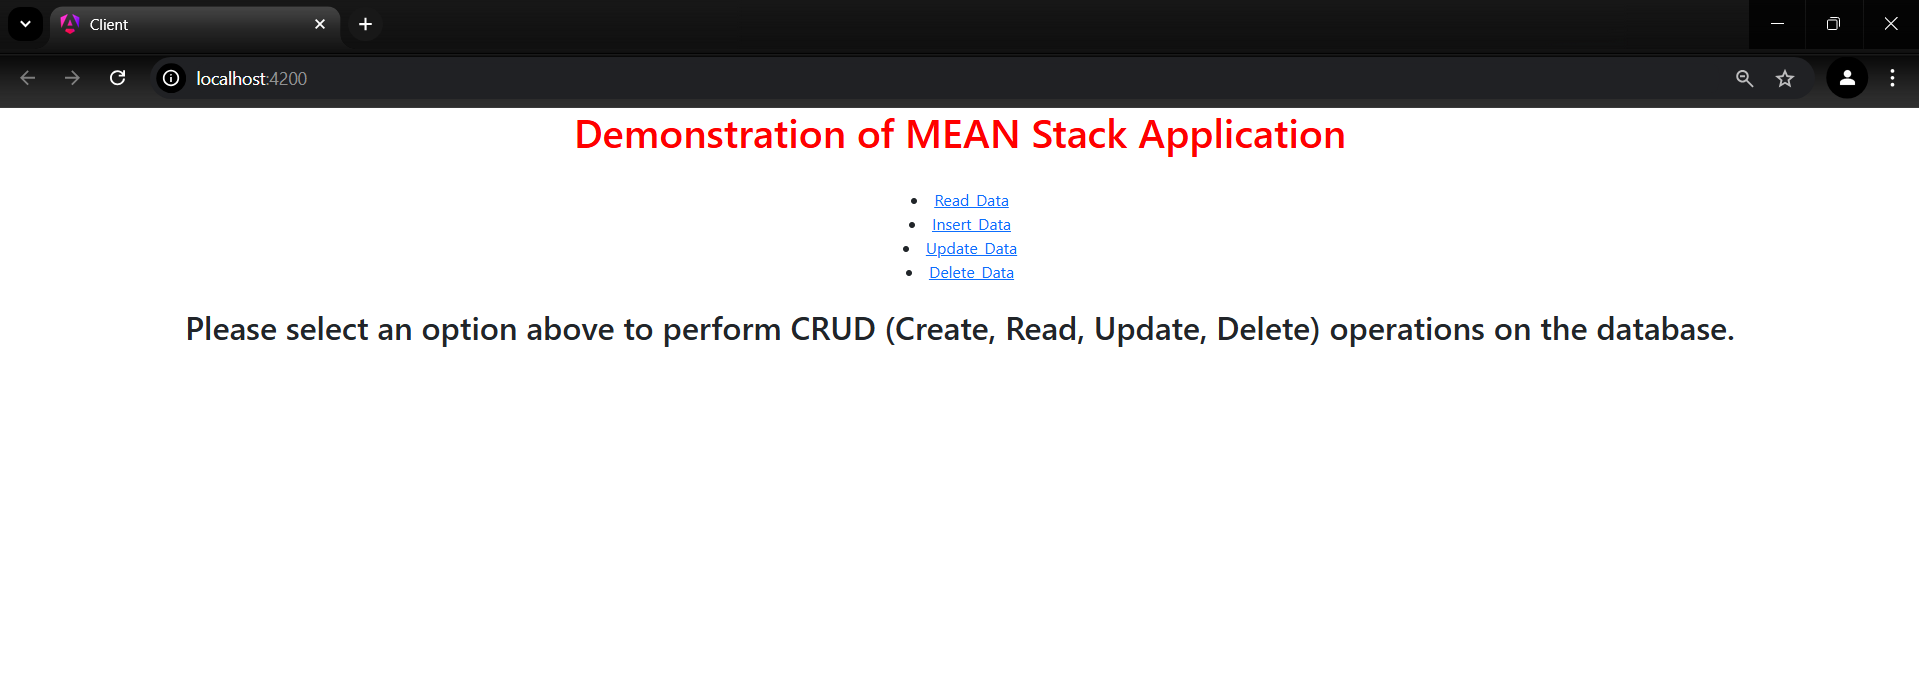 Client
localhost:4200
Demonstration of MEAN Stack Application
Read Data
Insert Data
Update Data
Delete Data
Please select an option above to perform CRUD (Create, Read, Update, Delete) operations on the database.